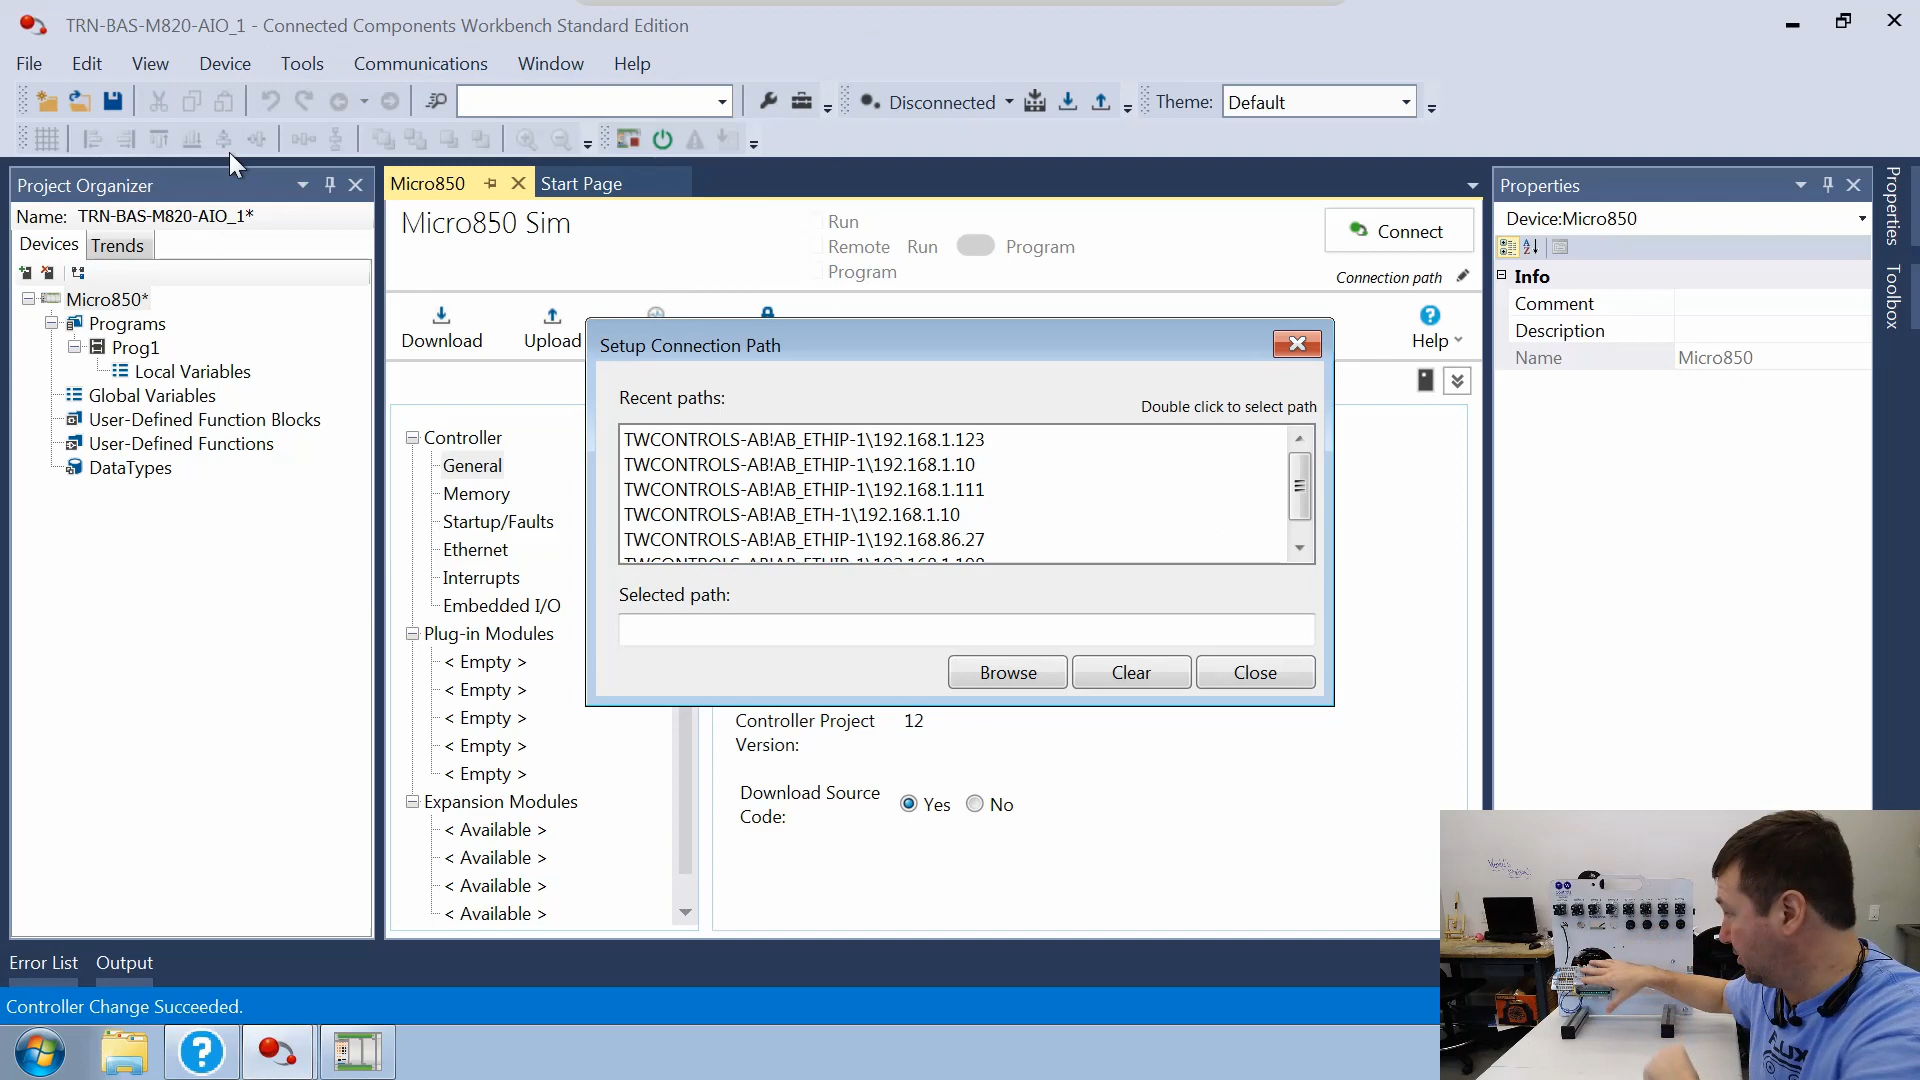 TRN-BAS-M820-AIO_1 - Connected Components Workbench Standard Edition
File Edit View Device Tools Communications Window Help
Disconnected Theme: Default
Project Organizer
Name: TRN-BAS-M820-AIO_1*
Devices Trends
Micro850*
Programs
Prog1
Local Variables
Global Variables
User-Defined Function Blocks
User-Defined Functions
DataTypes
Micro850 Start Page
Micro850 Sim
Run
Remote Run Program
Program
Connect
Connection path
Download Upload Help
Controller
General
Memory
Startup/Faults
Ethernet
Interrupts
Embedded I/O
Plug-in Modules
< Empty >
< Empty >
< Empty >
< Empty >
< Empty >
Expansion Modules
< Available >
< Available >
< Available >
< Available >
Setup Connection Path
Recent paths:
Double click to select path
TWCONTROLS-AB!AB_ETHIP-1\192.168.1.123
TWCONTROLS-AB!AB_ETHIP-1\192.168.1.10
TWCONTROLS-AB!AB_ETHIP-1\192.168.1.111
TWCONTROLS-AB!AB_ETH-1\192.168.1.10
TWCONTROLS-AB!AB_ETHIP-1\192.168.86.27
Selected path:
Browse Clear Close
Controller Project 12
Version:
Download Source
Code:
Yes No
Properties
Device:Micro850
Info
Comment
Description
Name Micro850
Properties
Toolbox
Error List Output
Controller Change Succeeded.